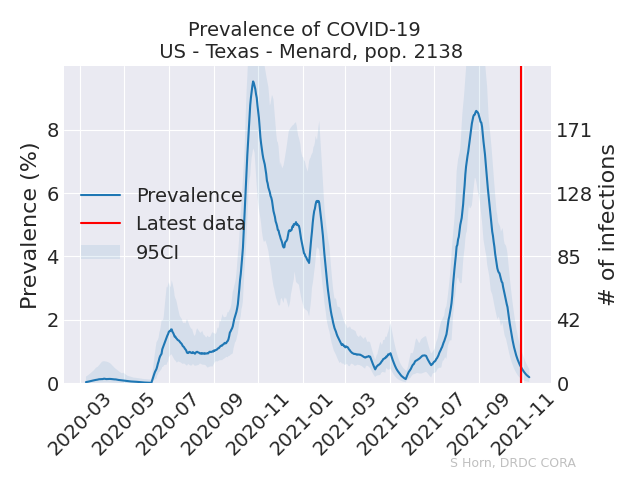 Prevalence of COVID-19
US - Texas - Menard, pop. 2138
Prevalence (%)
8
6
4
2
0
Prevalence
Latest data
95CI
171
128
85
42
0
# of infections
2020-03
2020-05
2020-07
2020-09
2020-11
2021-01
2021-03
2021-05
2021-07
2021-09
2021-11
S Horn, DRDC CORA